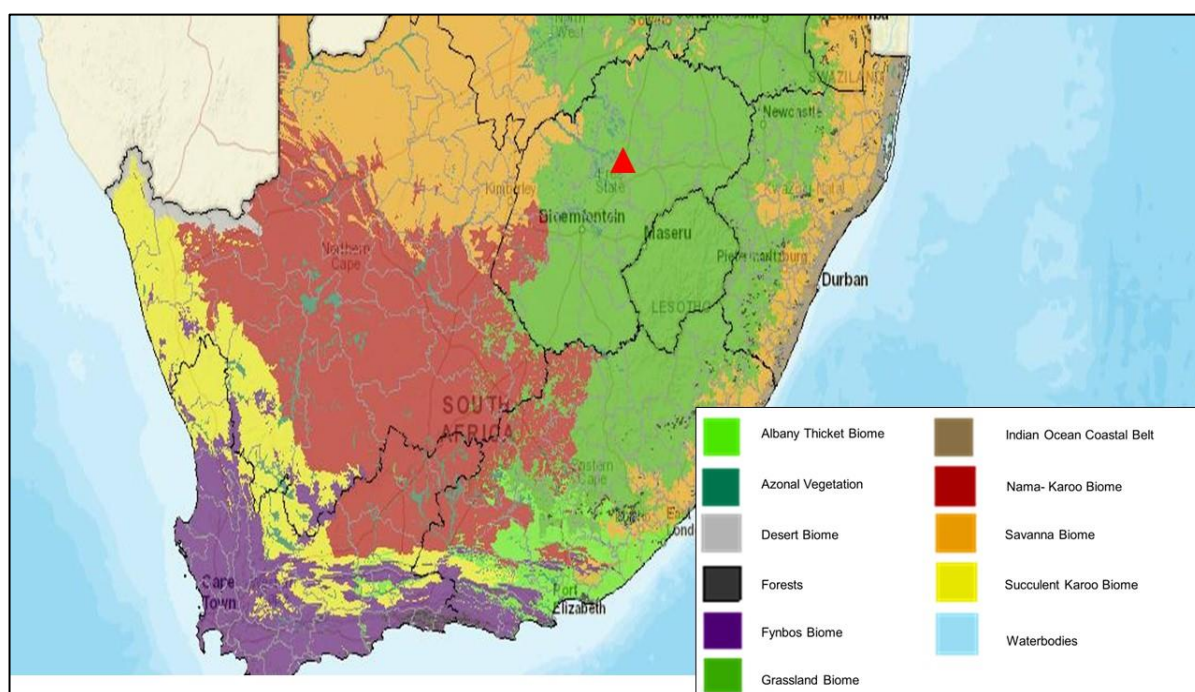 North
West
SWAZILAND
Newcastle
State
Kimberley
KwaZulu-Natal
Bloemfontein
Maseru
Northern
Cape
Pietermaritzburg
Durban
LESOTHO
SOUTH
AFRICA
Eastern
Cape
East
London
Cape
Town
Port
Elizabeth
Albany Thicket Biome
Indian Ocean Coastal Belt
Azonal Vegetation
Nama- Karoo Biome
Desert Biome
Savanna Biome
Forests
Succulent Karoo Biome
Fynbos Biome
Waterbodies
Grassland Biome